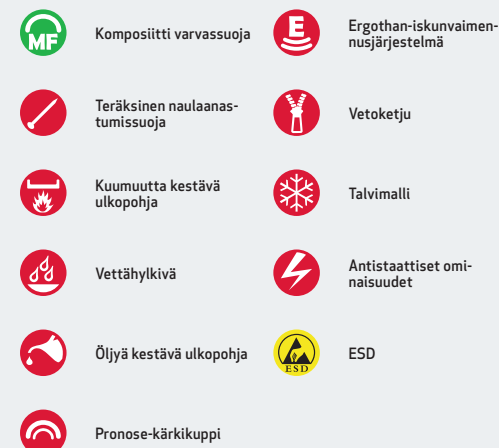 MF
Komposiitti varvassuoja
Teräksinen naulaanas-
tumissuoja
Kuumuutta kestävä
ulkopohja
Vettähylkivä
Öljyä kestävä ulkopohja
Pronose-kärkikuppi
E
Ergothan-iskunvaimen-
nusjärjestelmä
Vetoketju
Talvimalli
Antistaattiset omi-
naisuudet
ESD
ESD